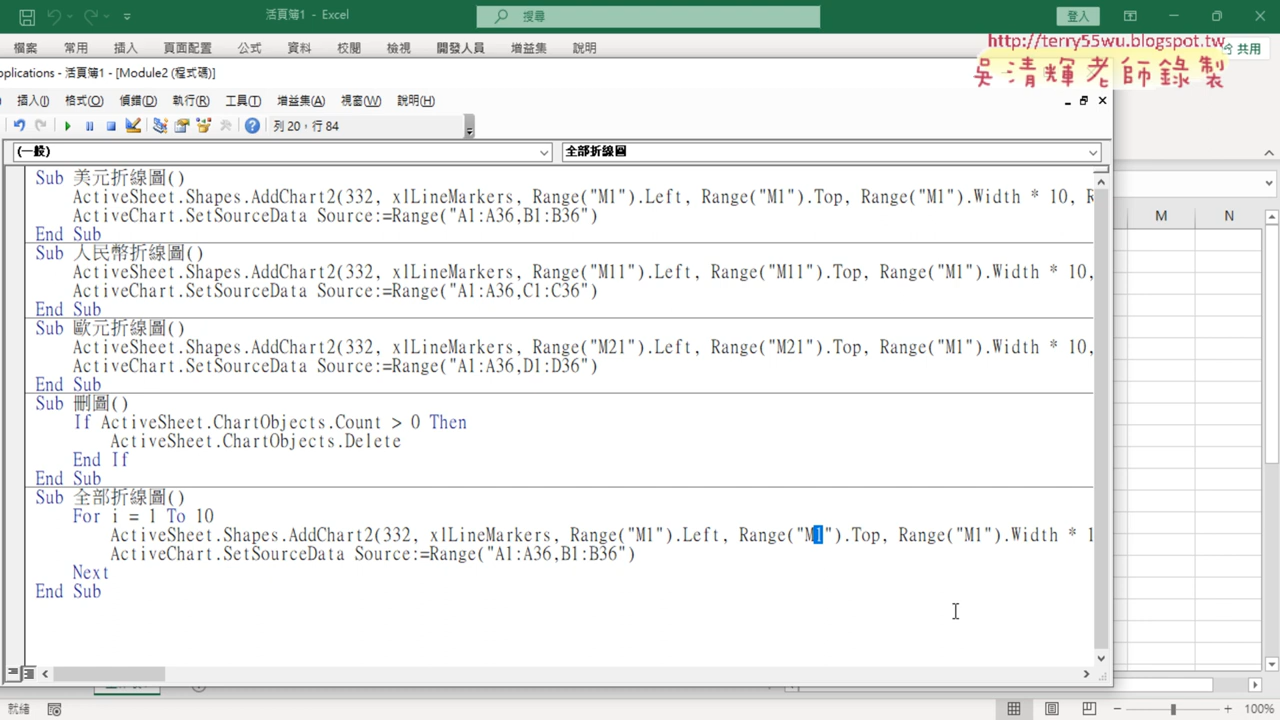 活頁簿1 - Excel
搜尋
登入
檔案 常用 插入 頁面配置 公式 資料 校閱 檢視 開發人員 增益集 說明
共用
http://terry55wu.blogspot.tw
吳清輝老師錄製
pplications - 活頁簿1 - [Module2 (程式碼)]
插入(I) 格式(O) 偵錯(D) 執行(R) 工具(T) 增益集(A) 視窗(W) 說明(H)
列 20，行 84
(一般) 全部折線圖
M N
Sub 美元折線圖()
ActiveSheet.Shapes.AddChart2(332, xlLineMarkers, Range("M1").Left, Range("M1").Top, Range("M1").Width * 10, R
ActiveChart.SetSourceData Source:=Range("A1:A36,B1:B36")
End Sub
Sub 人民幣折線圖()
ActiveSheet.Shapes.AddChart2(332, xlLineMarkers, Range("M11").Left, Range("M11").Top, Range("M1").Width * 10,
ActiveChart.SetSourceData Source:=Range("A1:A36,C1:C36")
End Sub
Sub 歐元折線圖()
ActiveSheet.Shapes.AddChart2(332, xlLineMarkers, Range("M21").Left, Range("M21").Top, Range("M1").Width * 10,
ActiveChart.SetSourceData Source:=Range("A1:A36,D1:D36")
End Sub
Sub 刪圖()
If ActiveSheet.ChartObjects.Count > 0 Then
ActiveSheet.ChartObjects.Delete
End If
End Sub
Sub 全部折線圖()
For i = 1 To 10
ActiveSheet.Shapes.AddChart2(332, xlLineMarkers, Range("M1").Left, Range("M1").Top, Range("M1").Width * 1
ActiveChart.SetSourceData Source:=Range("A1:A36,B1:B36")
Next
End Sub
就緒
100%